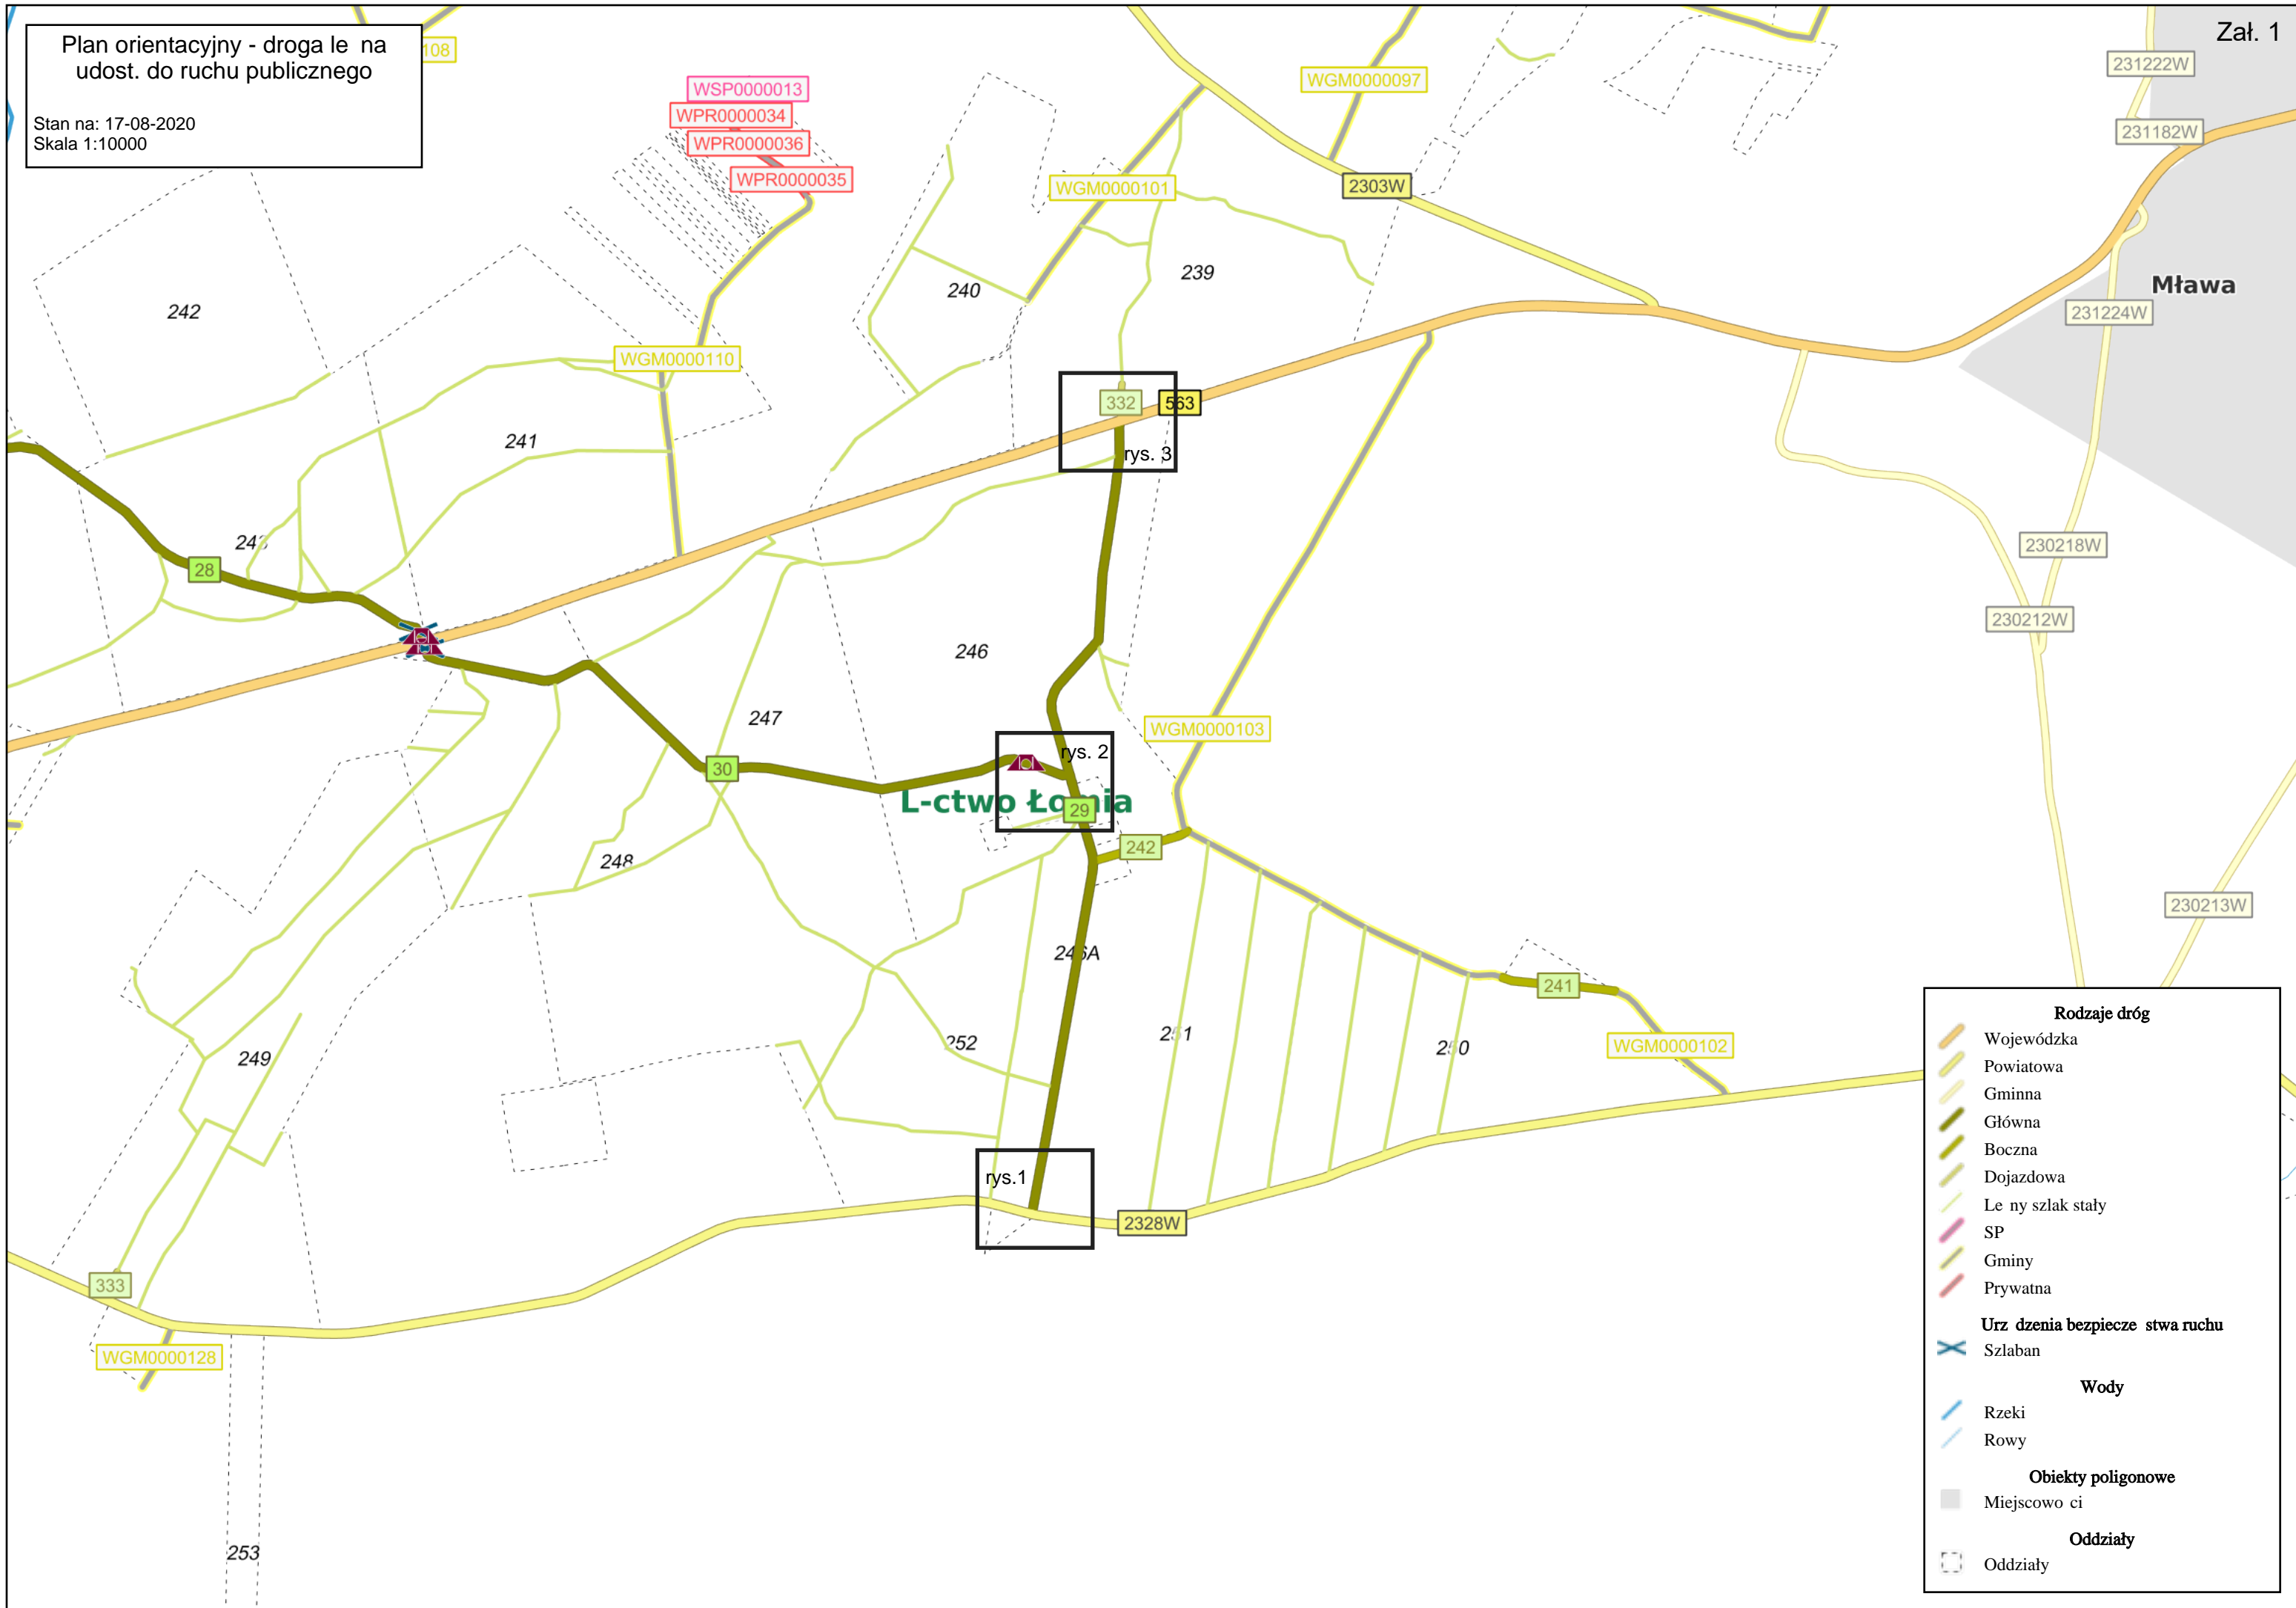 Plan orientacyjny - droga le na
udost. do ruchu publicznego
Stan na: 17-08-2020
Skala 1:10000
Zał. 1
108
WSP0000013
WPR0000034
WPR0000036
WPR0000035
WGM0000097
WGM0000101
2303W
231222W
231182W
Mława
231224W
242
240
239
WGM0000110
332
563
rys. 3
241
243
28
230218W
230212W
246
247
WGM0000103
rys. 2
30
L-ctwo Łomia
29
242
248
230213W
246A
241
252
251
250
WGM0000102
249
rys.1
2328W
333
WGM0000128
253
Rodzaje dróg
Wojewódzka
Powiatowa
Gminna
Główna
Boczna
Dojazdowa
Le ny szlak stały
SP
Gminy
Prywatna
Urz dzenia bezpiecze stwa ruchu
Szlaban
Wody
Rzeki
Rowy
Obiekty poligonowe
Miejscowo ci
Oddziały
Oddziały